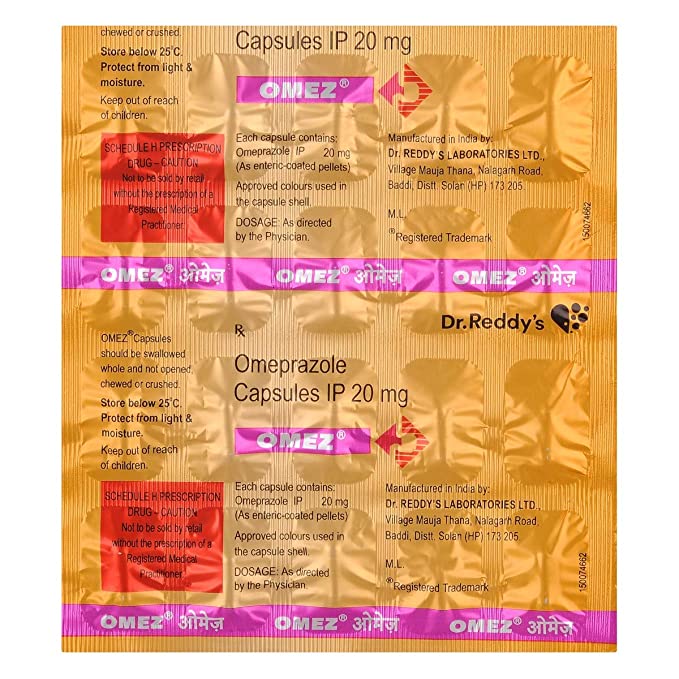 chewed or crushed.
Store below 25°C.
Protect from light &
moisture.
Keep out of reach
of children.
Capsules IP 20 mg
OMEZ®
SCHEDULE H PRESCRIPTION
DRUG – CAUTION
Not to be sold by retail
without the prescription of a
Registered Medical
Practitioner.
Each capsule contains:
Omeprazole IP 20 mg
(As enteric-coated pellets)
Approved colours used in
the capsule shell.
DOSAGE: As directed
by the Physician.
Manufactured in India by:
Dr. REDDY'S LABORATORIES LTD.,
Village Mauja Thana, Nalagarh Road,
Baddi, Distt. Solan (HP) 173 205.
M.L.
®Registered Trademark
150074662
OMEZ® ओमेज़ OMEZ® ओमेज़ OMEZ® ओमेज़
Rx
Dr.Reddy's
OMEZ® Capsules
should be swallowed
whole and not opened,
chewed or crushed.
Store below 25°C.
Protect from light &
moisture.
Keep out of reach
of children.
Omeprazole
Capsules IP 20 mg
OMEZ®
SCHEDULE H PRESCRIPTION
DRUG – CAUTION
Not to be sold by retail
without the prescription of a
Registered Medical
Practitioner.
Each capsule contains:
Omeprazole IP 20 mg
(As enteric-coated pellets)
Approved colours used in
the capsule shell.
DOSAGE: As directed
by the Physician.
Manufactured in India by:
Dr. REDDY'S LABORATORIES LTD.,
Village Mauja Thana, Nalagarh Road,
Baddi, Distt. Solan (HP) 173 205.
M.L.
®Registered Trademark
150074662
OMEZ® ओमेज़ OMEZ® ओमेज़ OMEZ® ओमेज़